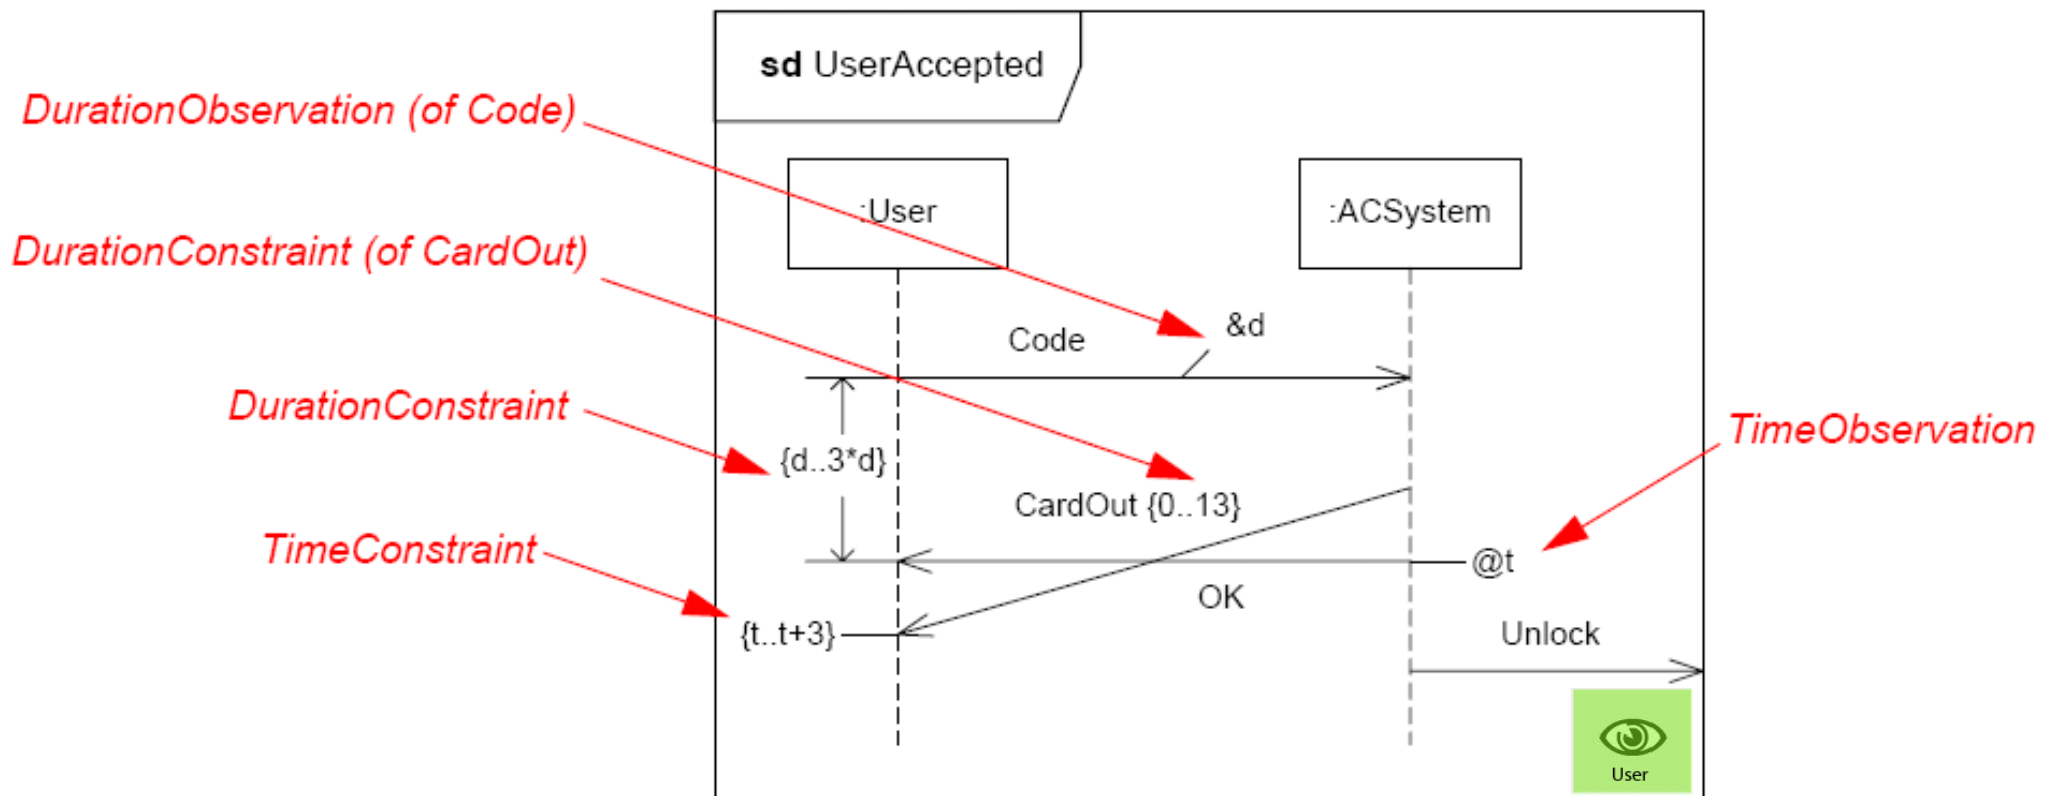 sd UserAccepted
DurationObservation (of Code)
:User
:ACSystem
DurationConstraint (of CardOut)
&d
Code
DurationConstraint
TimeObservation
{d..3*d}
CardOut {0..13}
TimeConstraint
@t
OK
{t..t+3}
Unlock
User